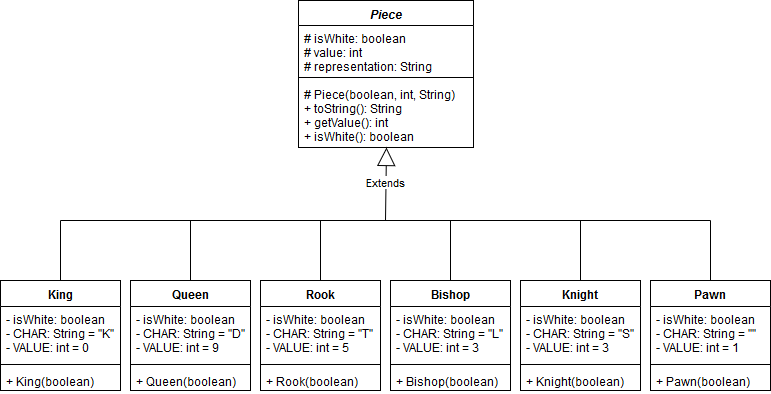 Piece
# isWhite: boolean
# value: int
# representation: String
# Piece(boolean, int, String)
+ toString(): String
+ getValue(): int
+ isWhite(): boolean
Extends
King
- isWhite: boolean
- CHAR: String = "K"
- VALUE: int = 0
+ King(boolean)
Queen
- isWhite: boolean
- CHAR: String = "D"
- VALUE: int = 9
+ Queen(boolean)
Rook
- isWhite: boolean
- CHAR: String = "T"
- VALUE: int = 5
+ Rook(boolean)
Bishop
- isWhite: boolean
- CHAR: String = "L"
- VALUE: int = 3
+ Bishop(boolean)
Knight
- isWhite: boolean
- CHAR: String = "S"
- VALUE: int = 3
+ Knight(boolean)
Pawn
- isWhite: boolean
- CHAR: String = ""
- VALUE: int = 1
+ Pawn(boolean)